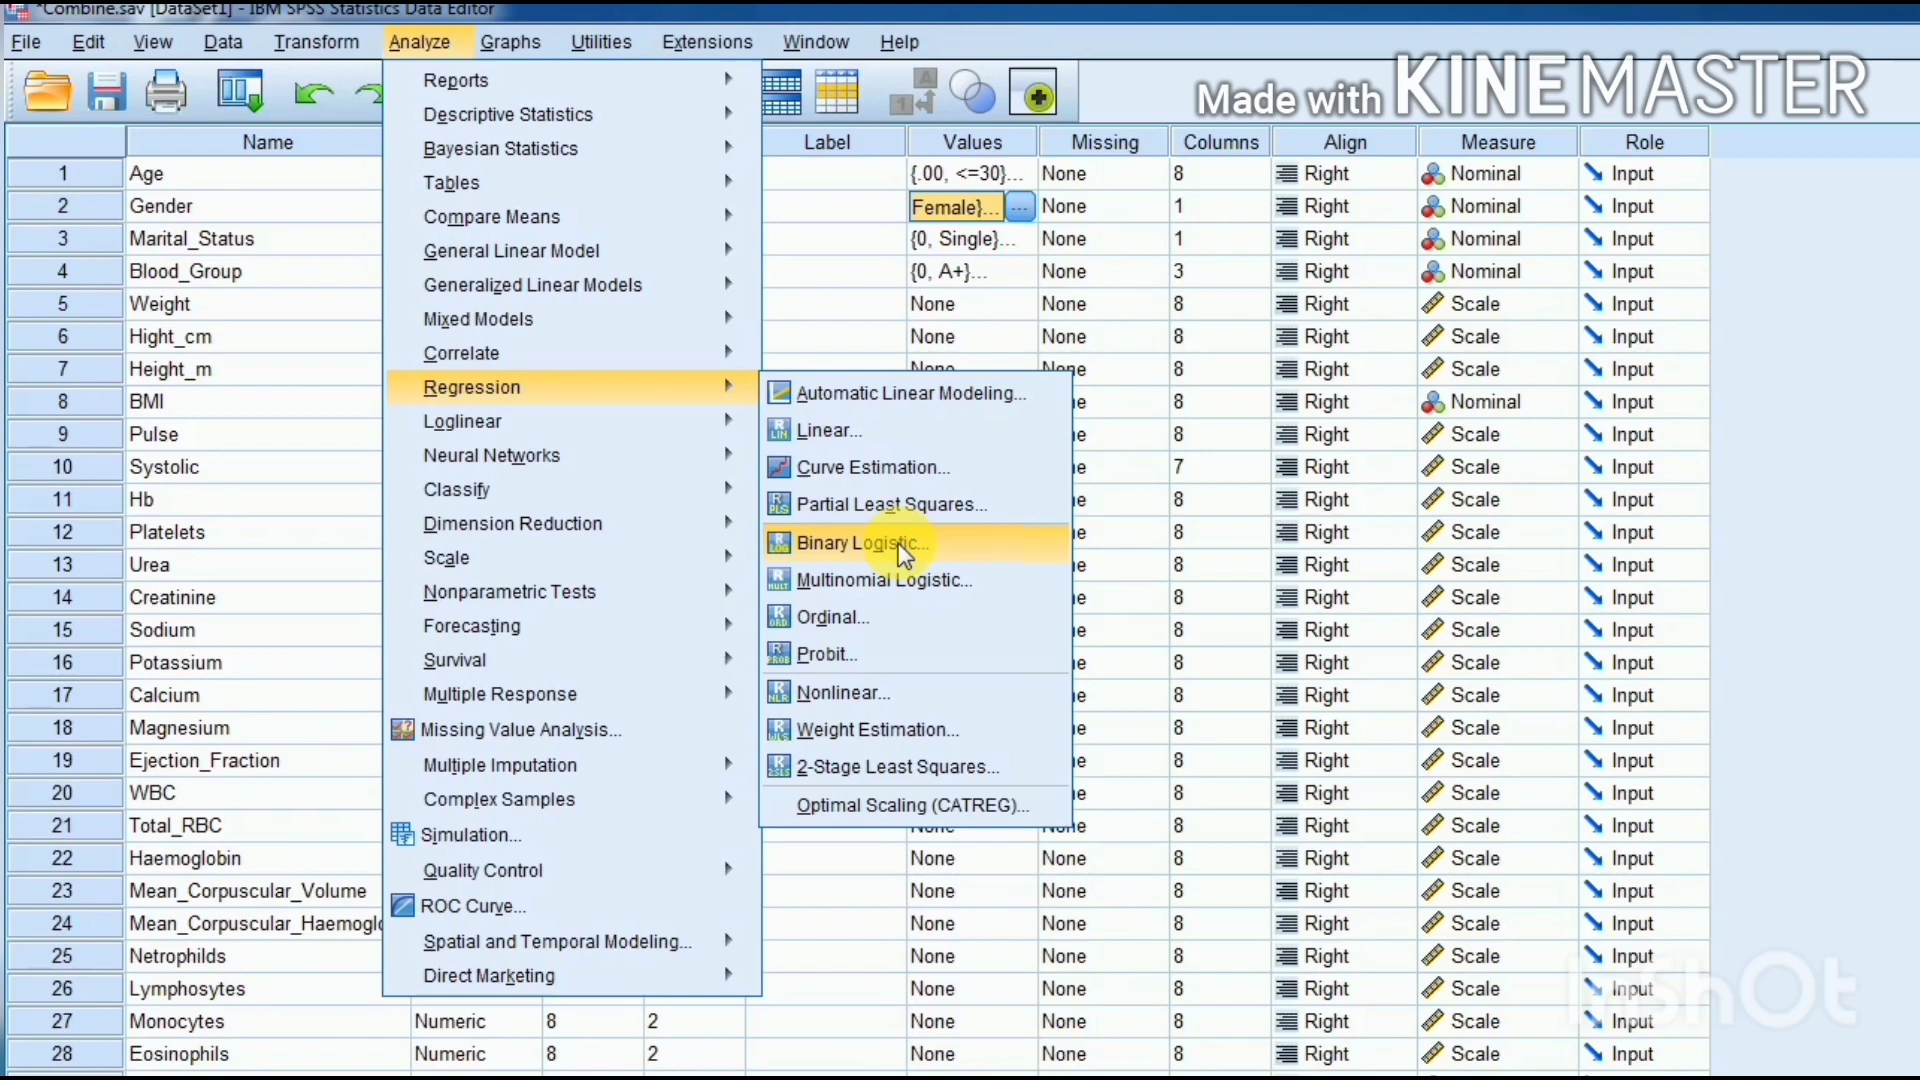 *Combine.sav [DataSet1] - IBM SPSS Statistics Data Editor
File Edit View Data Transform Analyze Graphs Utilities Extensions Window Help
Made with KINEMASTER
Name Label Values Missing Columns Align Measure Role
1 Age {.00, <=30}... None 8 Right Nominal Input
2 Gender Female}... ... None 1 Right Nominal Input
3 Marital_Status {0, Single}... None 1 Right Nominal Input
4 Blood_Group {0, A+}... None 3 Right Nominal Input
5 Weight None None 8 Right Scale Input
6 Hight_cm None None 8 Right Scale Input
7 Height_m None None 8 Right Scale Input
8 BMI 8 Right Nominal Input
9 Pulse 8 Right Scale Input
10 Systolic 7 Right Scale Input
11 Hb 8 Right Scale Input
12 Platelets 8 Right Scale Input
13 Urea 8 Right Scale Input
14 Creatinine 8 Right Scale Input
15 Sodium 8 Right Scale Input
16 Potassium 8 Right Scale Input
17 Calcium 8 Right Scale Input
18 Magnesium 8 Right Scale Input
19 Ejection_Fraction 8 Right Scale Input
20 WBC 8 Right Scale Input
21 Total_RBC None None 8 Right Scale Input
22 Haemoglobin None None 8 Right Scale Input
23 Mean_Corpuscular_Volume None None 8 Right Scale Input
24 Mean_Corpuscular_Haemoglo None None 8 Right Scale Input
25 Netrophilds None None 8 Right Scale Input
26 Lymphosytes None None 8 Right Scale Input
27 Monocytes Numeric 8 2 None None 8 Right Scale Input
28 Eosinophils Numeric 8 2 None None 8 Right Scale Input
Reports
Descriptive Statistics
Bayesian Statistics
Tables
Compare Means
General Linear Model
Generalized Linear Models
Mixed Models
Correlate
Regression
Loglinear
Neural Networks
Classify
Dimension Reduction
Scale
Nonparametric Tests
Forecasting
Survival
Multiple Response
Missing Value Analysis...
Multiple Imputation
Complex Samples
Simulation...
Quality Control
ROC Curve...
Spatial and Temporal Modeling...
Direct Marketing
Automatic Linear Modeling...
Linear...
Curve Estimation...
Partial Least Squares...
Binary Logistic...
Multinomial Logistic...
Ordinal...
Probit...
Nonlinear...
Weight Estimation...
2-Stage Least Squares...
Optimal Scaling (CATREG)...
InShOt